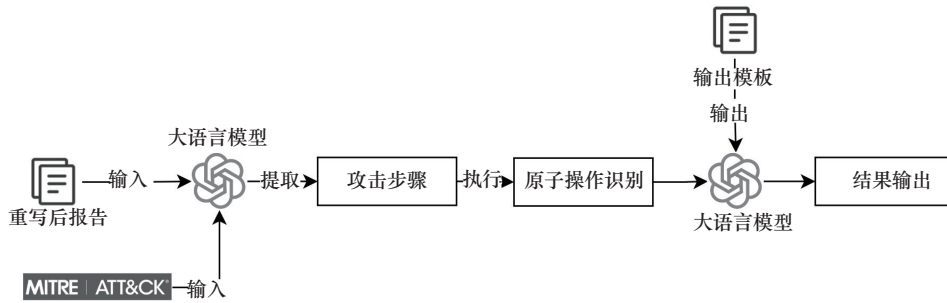 输出模板
输出
大语言模型
重写后报告
输入
提取
攻击步骤
执行
原子操作识别
大语言模型
结果输出
MITRE | ATT&CK®
输入